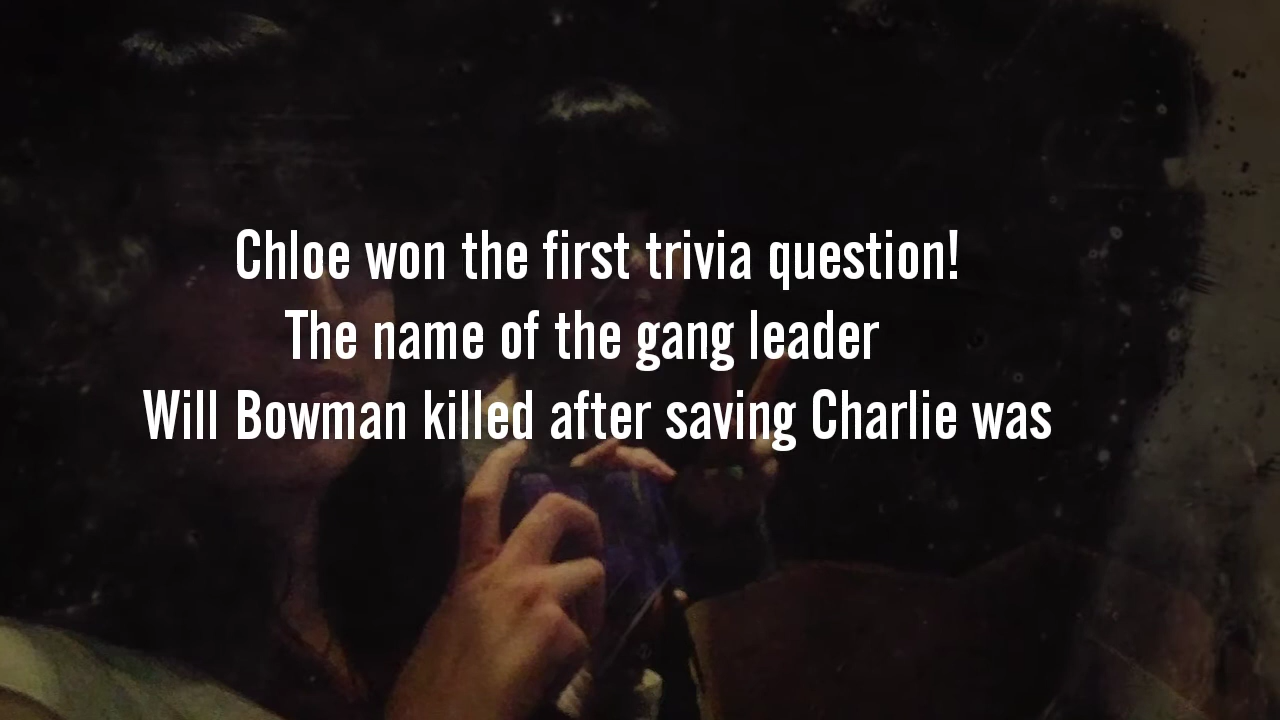 Chloe won the first trivia question!
The name of the gang leader
Will Bowman killed after saving Charlie was